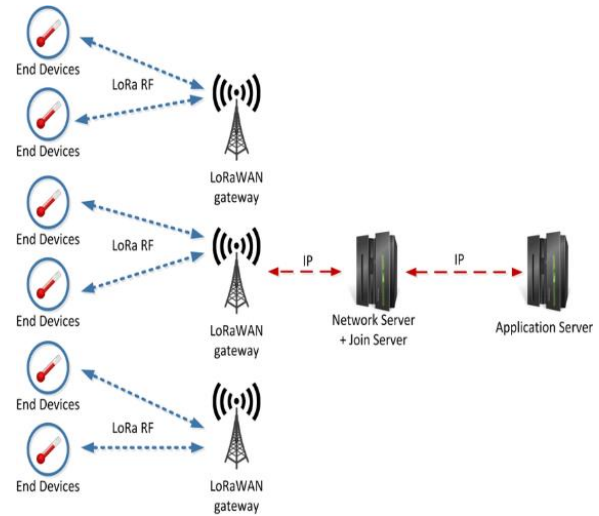 End Devices
LoRa RF
End Devices
LoRaWAN
gateway
End Devices
LoRa RF
End Devices
LoRaWAN
gateway
IP
IP
Network Server
+ Join Server
Application Server
End Devices
LoRa RF
End Devices
LoRaWAN
gateway